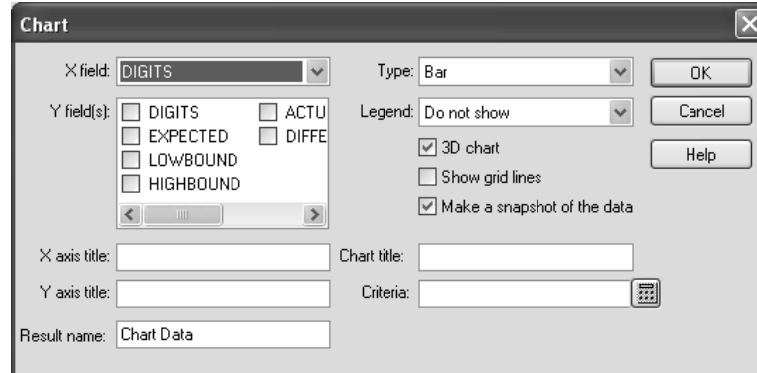 Chart
X field: DIGITS
Type: Bar
OK
Y field(s):
DIGITS
ACTU
EXPECTED
DIFFE
LOWBOUND
HIGHBOUND
Legend: Do not show
Cancel
3D chart
Help
Show grid lines
Make a snapshot of the data
X axis title:
Chart title:
Y axis title:
Criteria:
Result name: Chart Data